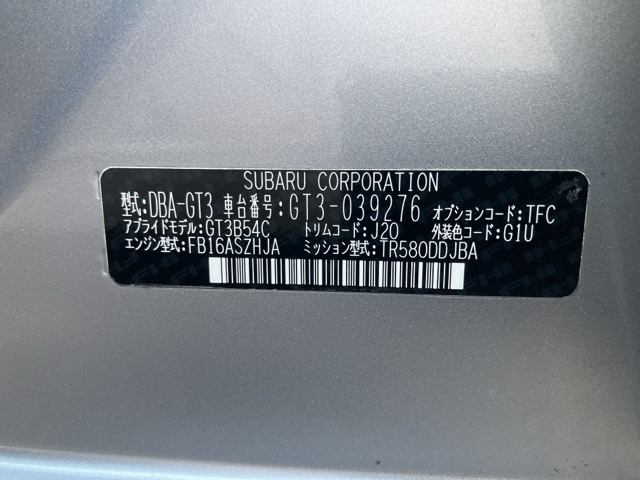 SUBARU CORPORATION
型式:DBA-GT3 車台番号:GT3-039276 オプションコード:TFC
アプライドモデル:GT3B54C トリムコード:J20 外装色コード:G1U
エンジン型式:FB16ASZHJA ミッション型式:TR580DDJBA